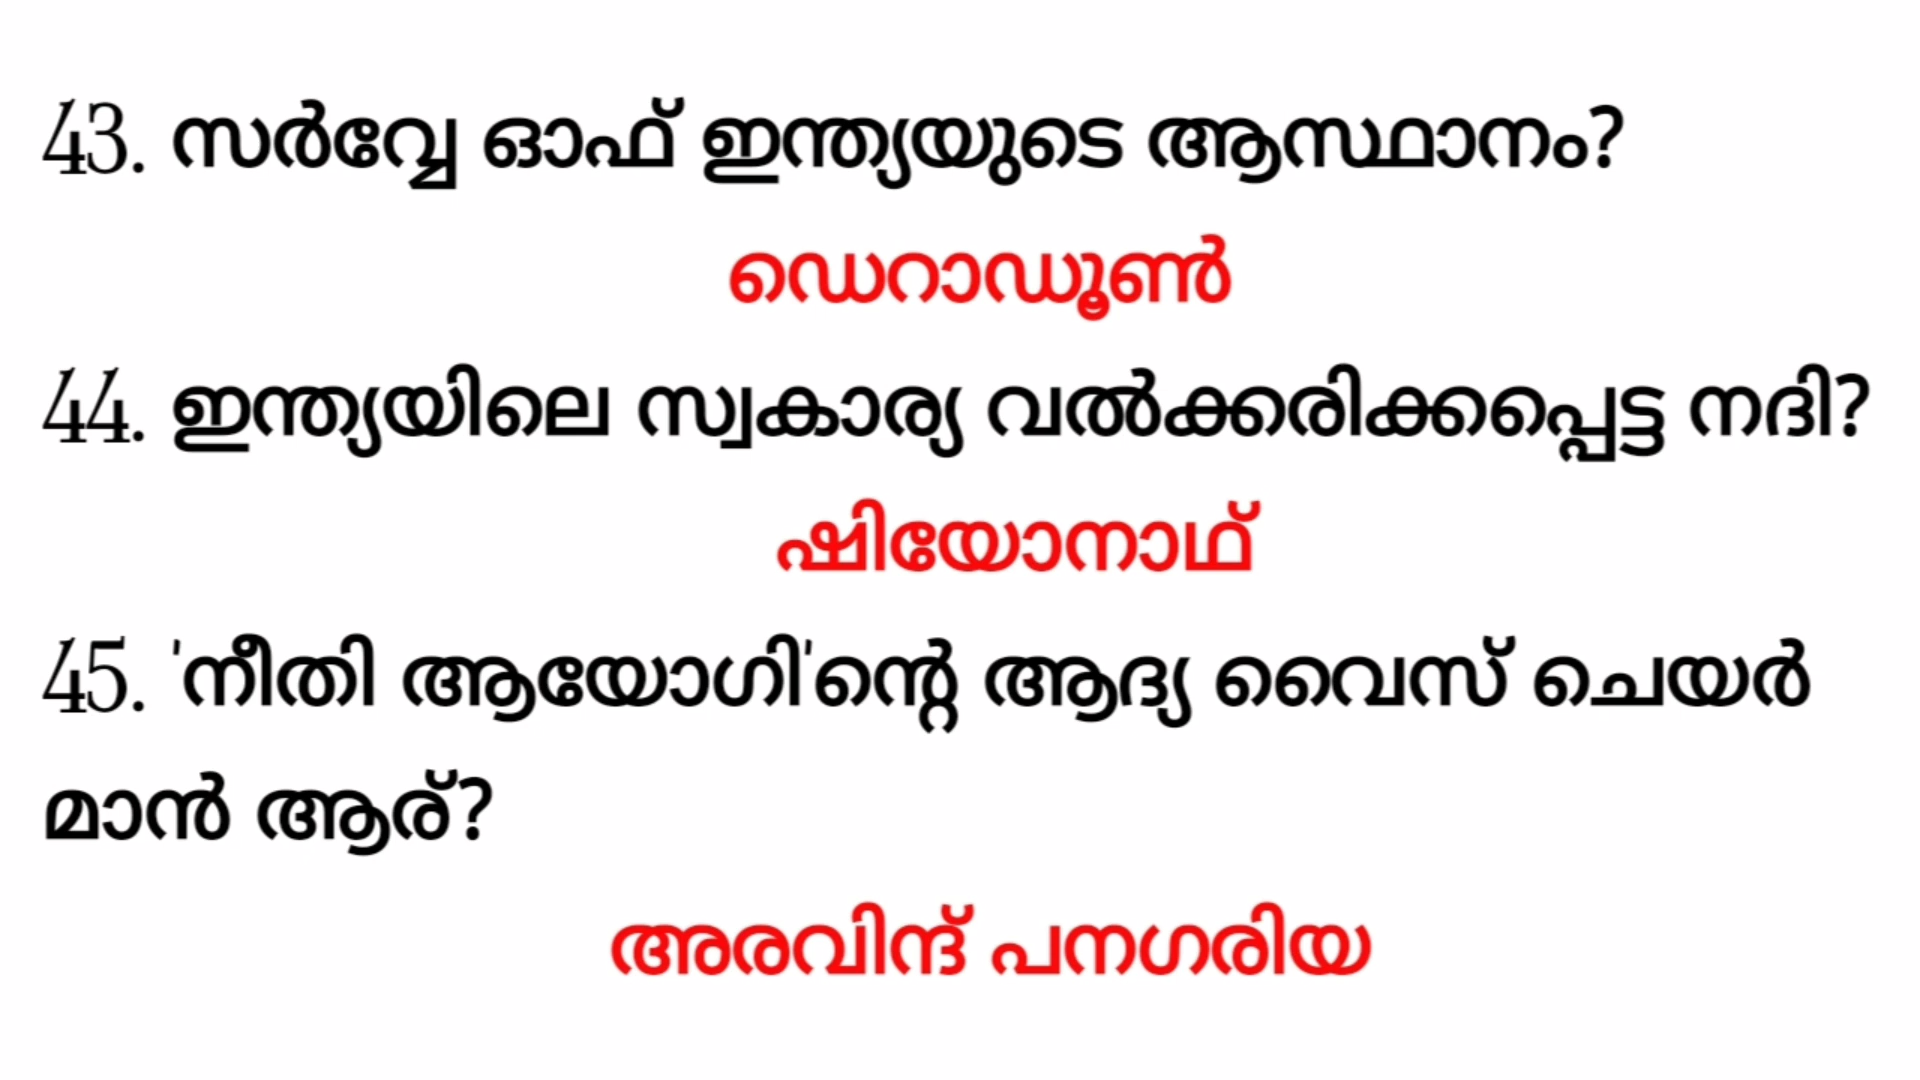 43. സർവ്വേ ഓഫ് ഇന്ത്യയുടെ ആസ്ഥാനം?
ഡെറാഡൂൺ
44. ഇന്ത്യയിലെ സ്വകാര്യ വൽക്കരിക്കപ്പെട്ട നദി?
ഷിയോനാഥ്
45. 'നീതി ആയോഗി'ന്റെ ആദ്യ വൈസ് ചെയർ
മാൻ ആര്?
അരവിന്ദ് പനഗരിയ